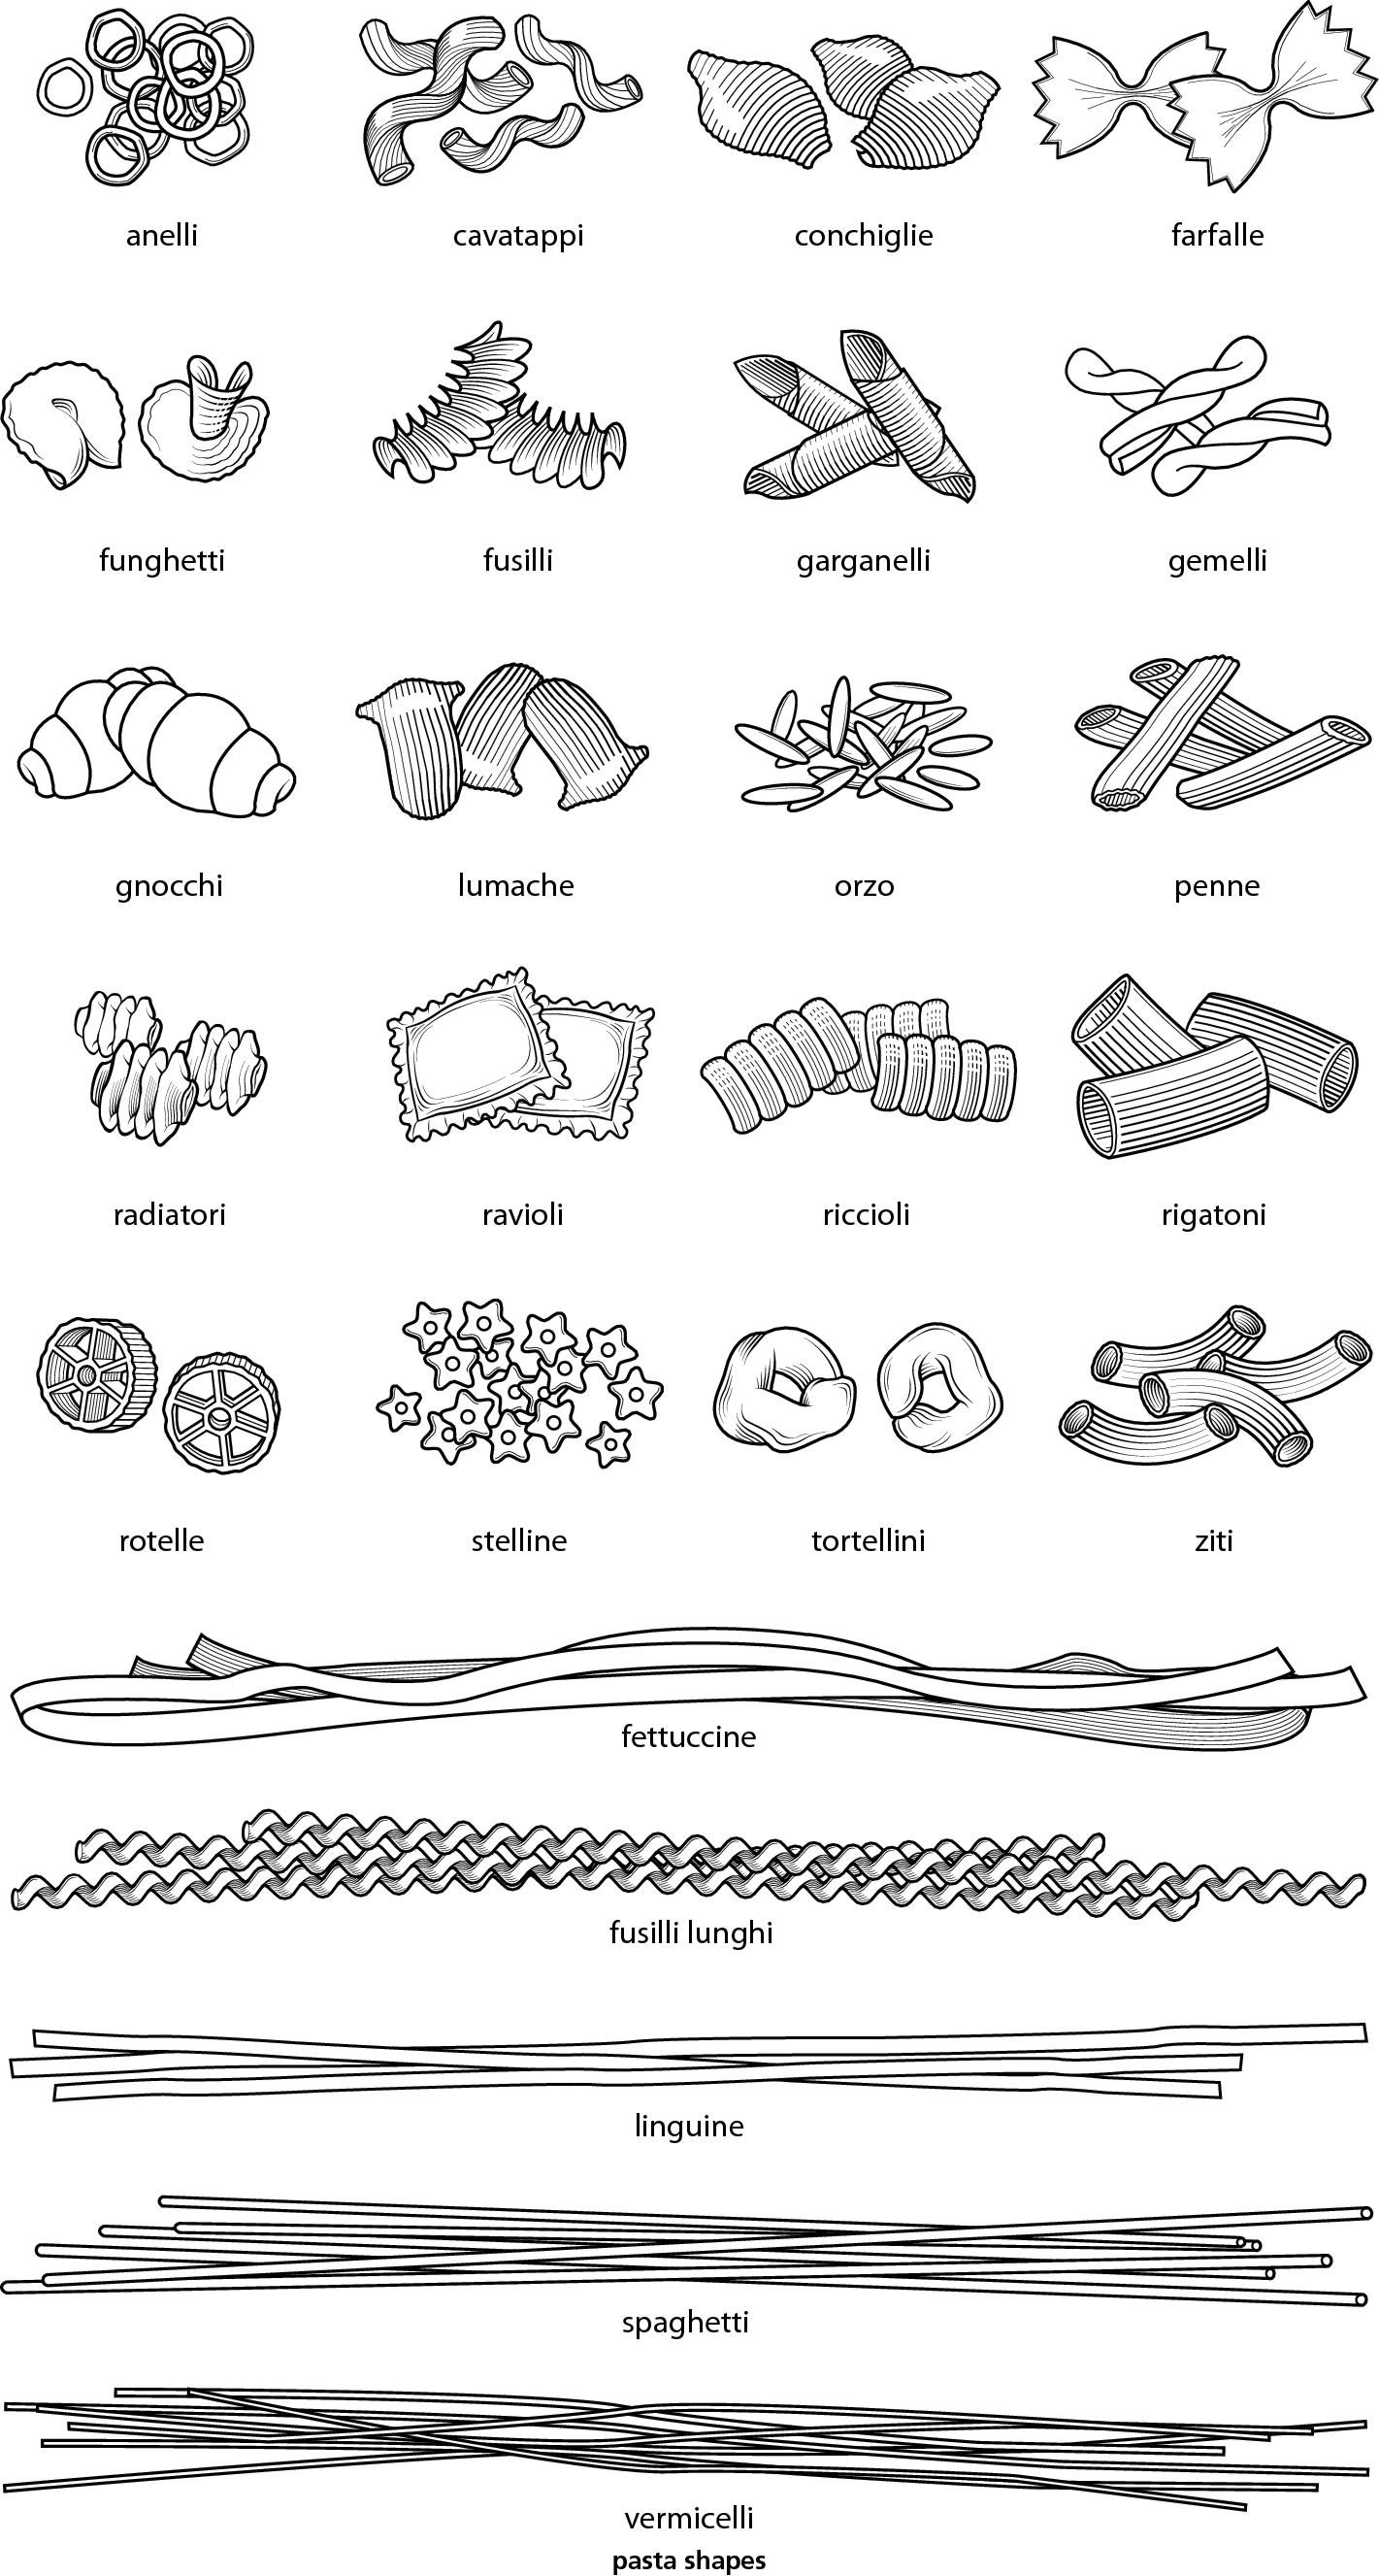 anelli
cavatappi
conchiglie
farfalle
funghetti
fusilli
garganelli
gemelli
gnocchi
lumache
orzo
penne
radiatori
ravioli
riccioli
rigatoni
rotelle
stelline
tortellini
ziti
fettuccine
fusilli lunghi
linguine
spaghetti
vermicelli
pasta shapes